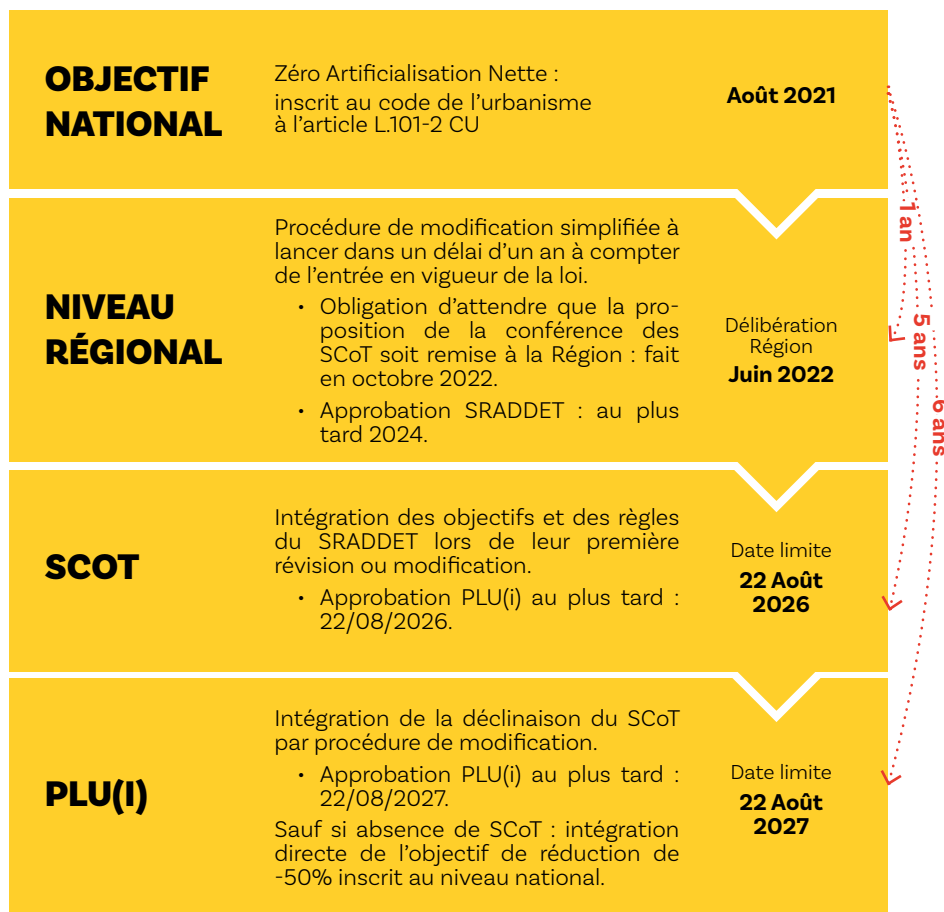 OBJECTIF
NATIONAL
Zéro Artificialisation Nette :
inscrit au code de l'urbanisme
à l'article L.101-2 CU
Août 2021
1 an
5 ans
6 ans
NIVEAU
RÉGIONAL
Procédure de modification simplifiée à
lancer dans un délai d'un an à compter
de l'entrée en vigueur de la loi.
• Obligation d'attendre que la pro-
position de la conférence des
SCoT soit remise à la Région : fait
en octobre 2022.
• Approbation SRADDET : au plus
tard 2024.
Délibération
Région
Juin 2022
SCOT
Intégration des objectifs et des règles
du SRADDET lors de leur première
révision ou modification.
• Approbation PLU(i) au plus tard :
22/08/2026.
Date limite
22 Août
2026
PLU(I)
Intégration de la déclinaison du SCoT
par procédure de modification.
• Approbation PLU(i) au plus tard :
22/08/2027.
Sauf si absence de SCoT : intégration
directe de l'objectif de réduction de
-50% inscrit au niveau national.
Date limite
22 Août
2027